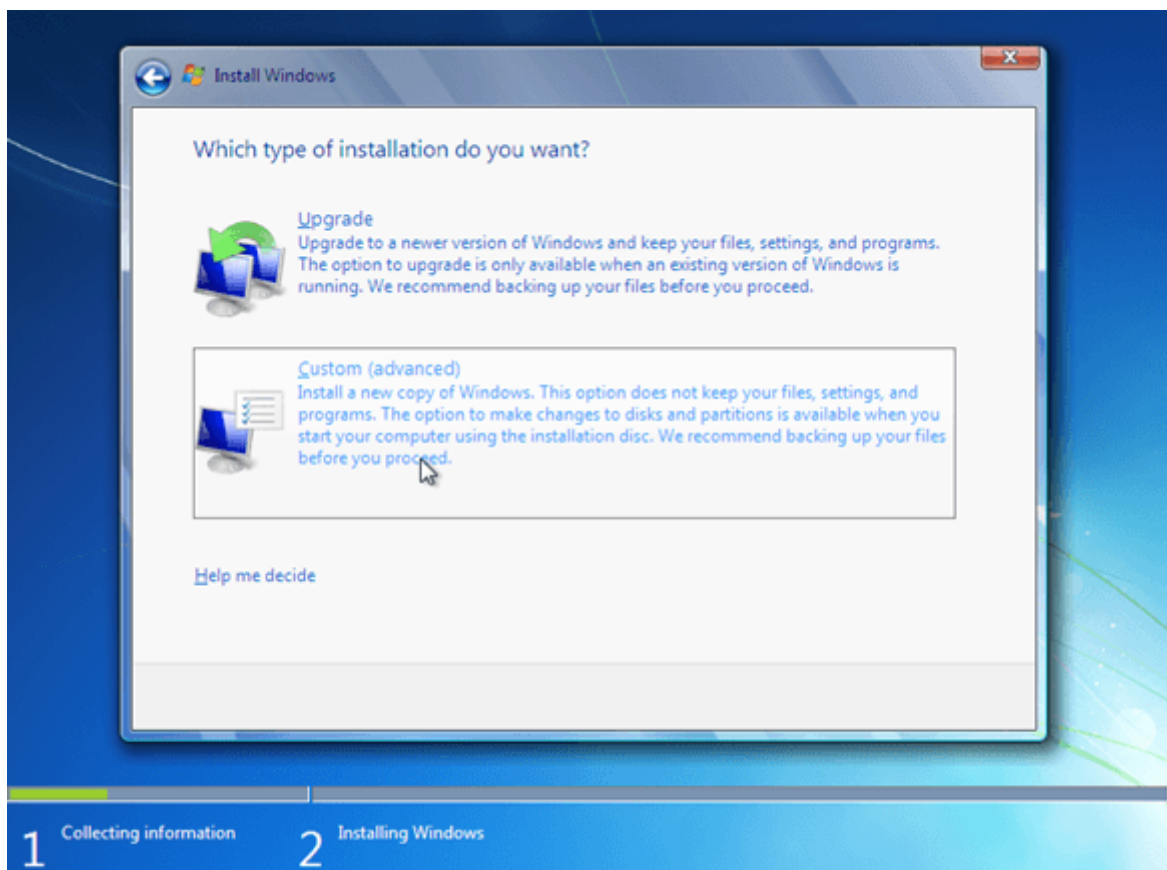 Install Windows
Which type of installation do you want?
Upgrade
Upgrade to a newer version of Windows and keep your files, settings, and programs.
The option to upgrade is only available when an existing version of Windows is
running. We recommend backing up your files before you proceed.
Custom (advanced)
Install a new copy of Windows. This option does not keep your files, settings, and
programs. The option to make changes to disks and partitions is available when you
start your computer using the installation disc. We recommend backing up your files
before you proceed.
Help me decide
1 Collecting information 2 Installing Windows